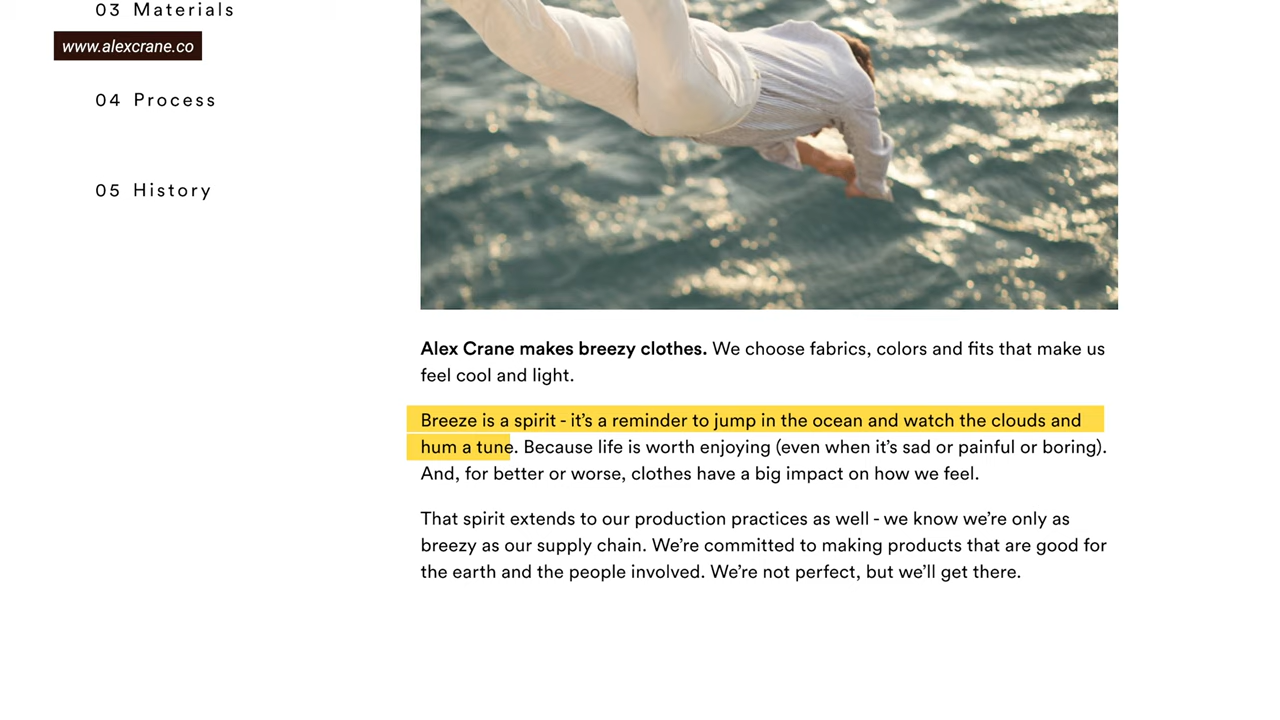 03 Materials
www.alexcrane.co
04 Process
05 History
Alex Crane makes breezy clothes. We choose fabrics, colors and fits that make us
feel cool and light.
Breeze is a spirit - it’s a reminder to jump in the ocean and watch the clouds and
hum a tune. Because life is worth enjoying (even when it’s sad or painful or boring).
And, for better or worse, clothes have a big impact on how we feel.
That spirit extends to our production practices as well - we know we’re only as
breezy as our supply chain. We’re committed to making products that are good for
the earth and the people involved. We’re not perfect, but we’ll get there.